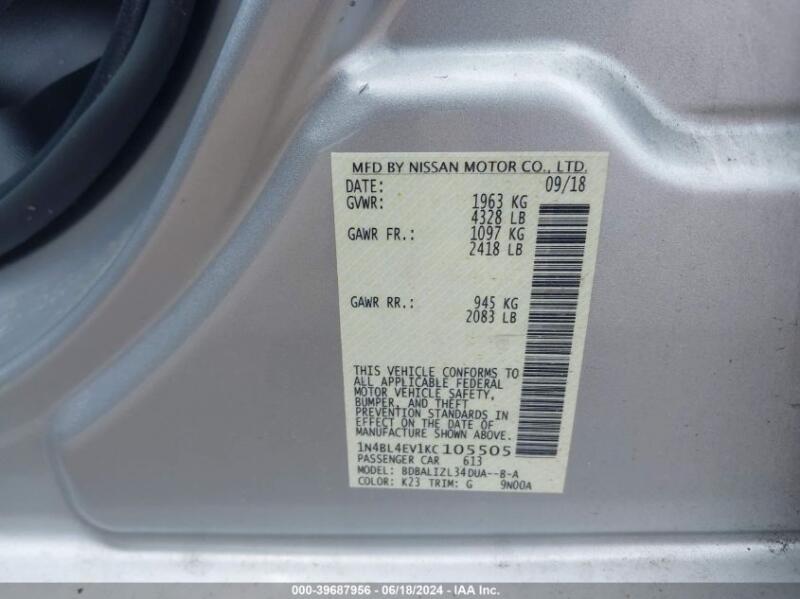 MFD BY NISSAN MOTOR CO., LTD.
DATE: 09/18
GVWR: 1963 KG
4328 LB
GAWR FR.: 1097 KG
2418 LB
GAWR RR.: 945 KG
2083 LB
THIS VEHICLE CONFORMS TO
ALL APPLICABLE FEDERAL
MOTOR VEHICLE SAFETY,
BUMPER, AND THEFT
PREVENTION STANDARDS IN
EFFECT ON THE DATE OF
MANUFACTURE SHOWN ABOVE.
1N4BL4EV1KC105505
PASSENGER CAR 613
MODEL: BDBALIZL34DUA--B-A
COLOR: K23 TRIM: G 9N00A
000-39687956 - 06/18/2024 - IAA Inc.